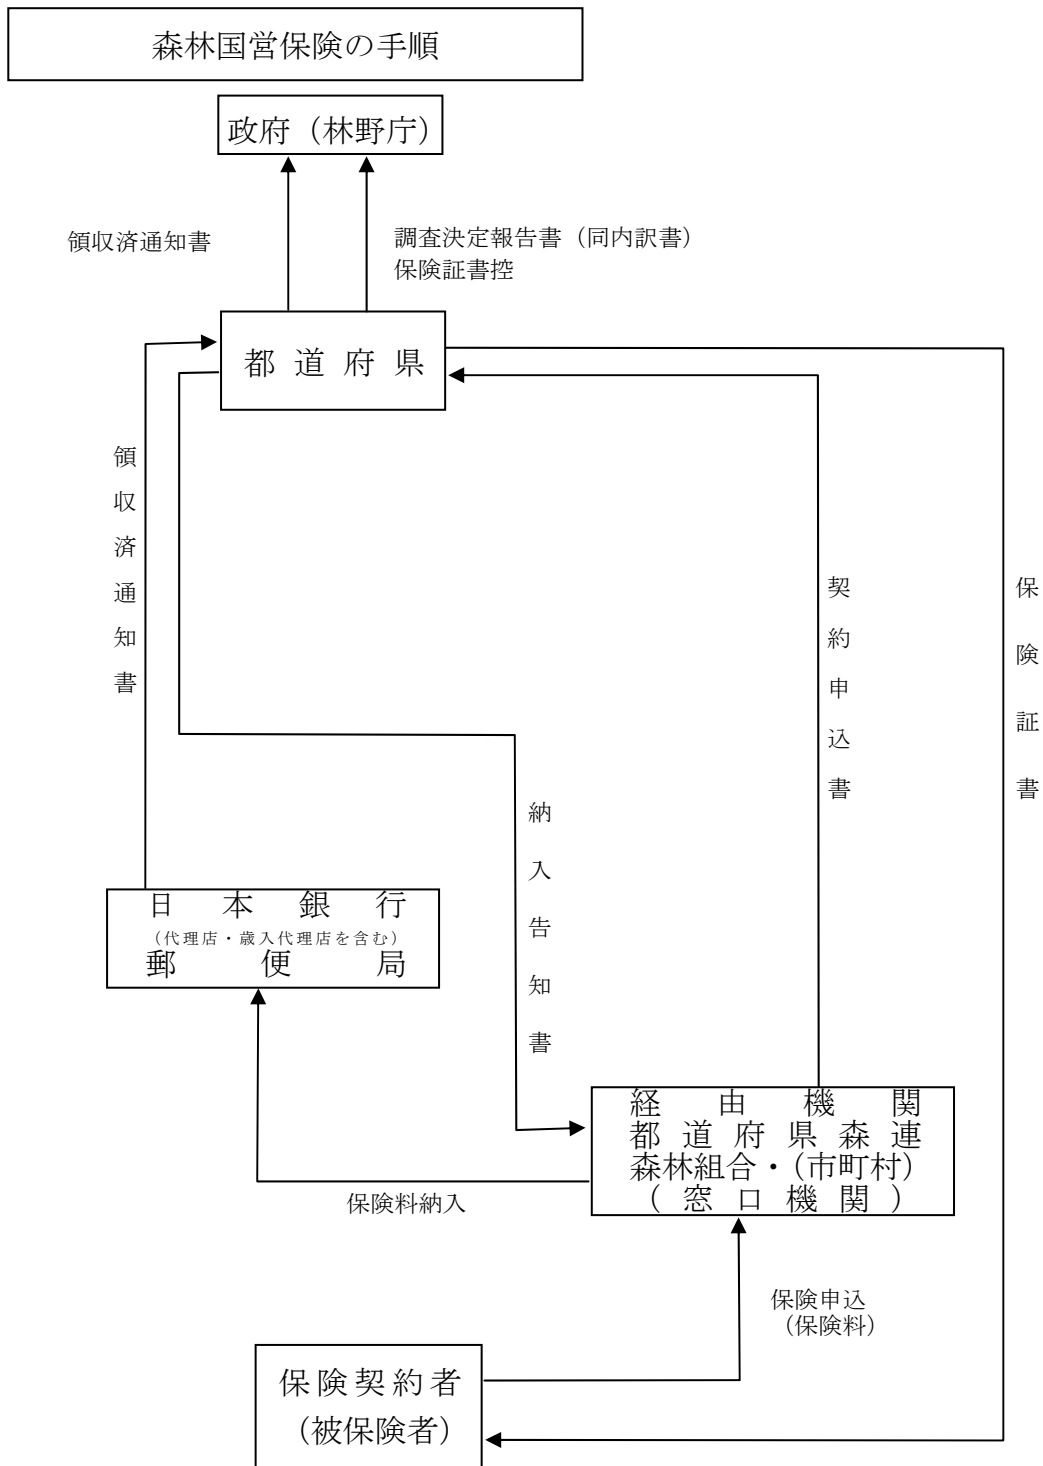 森林国営保険の手順
政府（林野庁）
領収済通知書
調査決定報告書（同内訳書）
保険証書控
都道府県
領収済通知書
契約申込書
保険証書
納入告知書
日本銀行
（代理店・歳入代理店を含む）
郵便局
経由機関
都道府県森連
森林組合・（市町村）
（窓口機関）
保険料納入
保険申込
（保険料）
保険契約者
（被保険者）